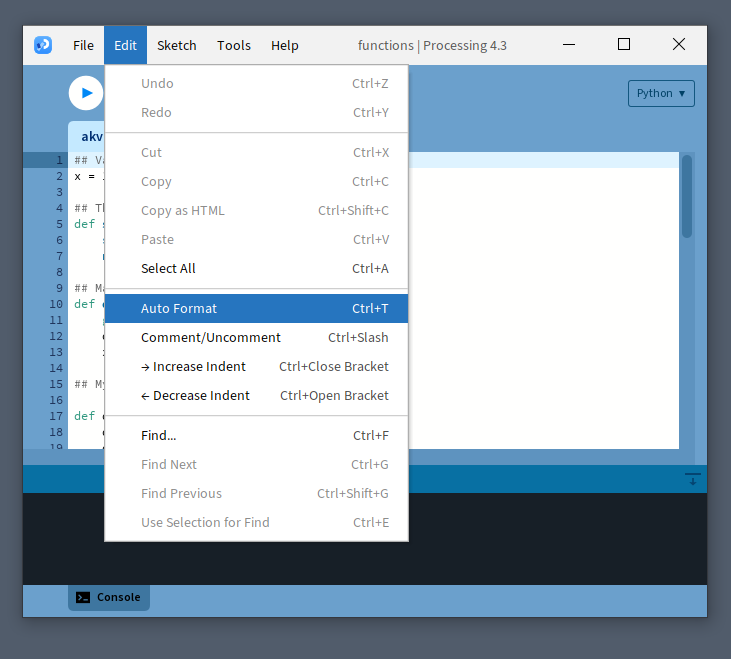 File Edit Sketch Tools Help functions | Processing 4.3
Python ▼
Undo Ctrl+Z
Redo Ctrl+Y
Cut Ctrl+X
Copy Ctrl+C
Copy as HTML Ctrl+Shift+C
Paste Ctrl+V
Select All Ctrl+A
Auto Format Ctrl+T
Comment/Uncomment Ctrl+Slash
→ Increase Indent Ctrl+Close Bracket
← Decrease Indent Ctrl+Open Bracket
Find... Ctrl+F
Find Next Ctrl+G
Find Previous Ctrl+Shift+G
Use Selection for Find Ctrl+E
akv
1 ##
2 x =
3
4 ##
5 def
6
7
8
9 ##
10 def
11
12
13
14
15 ##
16
17 def
18
19
Console